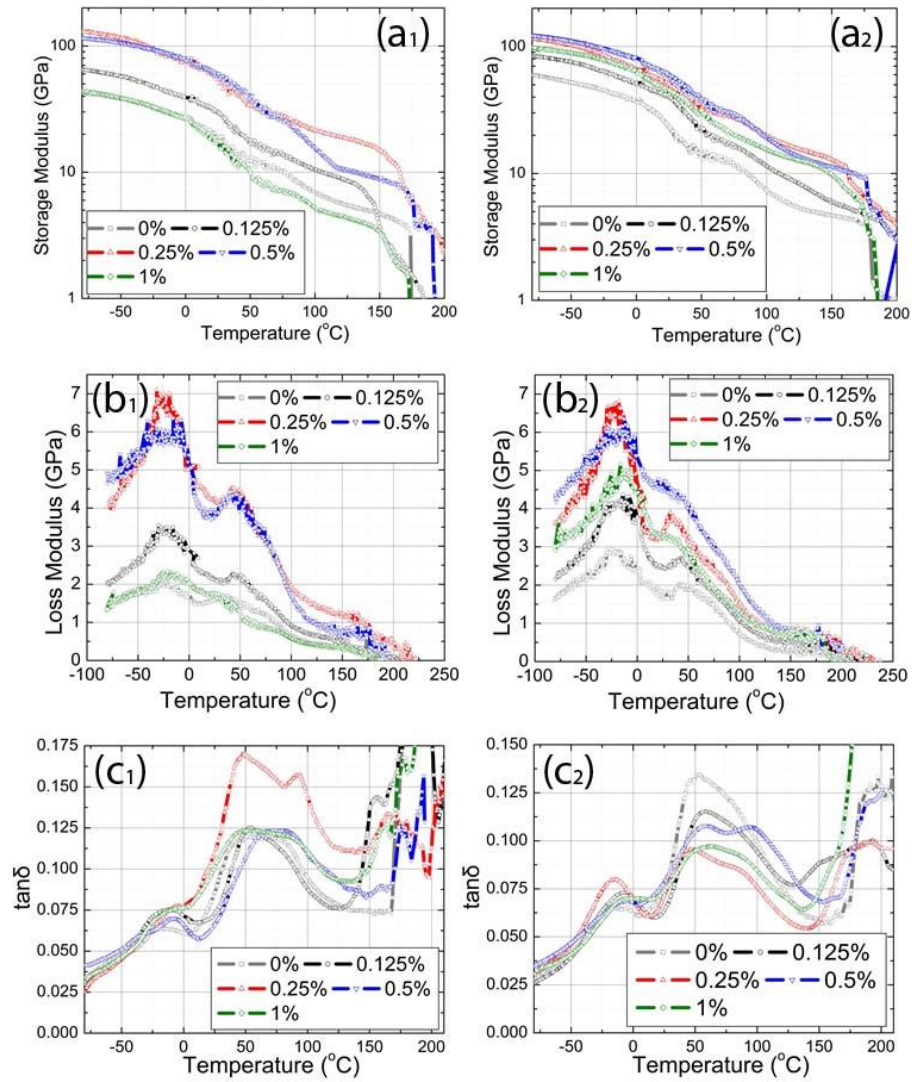 (a1)
Storage Modulus (GPa)
100
10
1
0% 0.125%
0.25% 0.5%
1%
-50 0 50 100 150 200
Temperature (°C)
(a2)
Storage Modulus (GPa)
100
10
1
0% 0.125%
0.25% 0.5%
1%
-50 0 50 100 150 200
Temperature (°C)
(b1)
Loss Modulus (GPa)
7
6
5
4
3
2
1
0
0% 0.125%
0.25% 0.5%
1%
-100 -50 0 50 100 150 200 250
Temperature (°C)
(b2)
Loss Modulus (GPa)
7
6
5
4
3
2
1
0
0% 0.125%
0.25% 0.5%
1%
-100 -50 0 50 100 150 200 250
Temperature (°C)
(c1)
tanδ
0.175
0.150
0.125
0.100
0.075
0.050
0.025
0.000
0% 0.125%
0.25% 0.5%
1%
-50 0 50 100 150 200
Temperature (°C)
(c2)
tanδ
0.150
0.125
0.100
0.075
0.050
0.025
0.000
0% 0.125%
0.25% 0.5%
1%
-50 0 50 100 150 200
Temperature (°C)